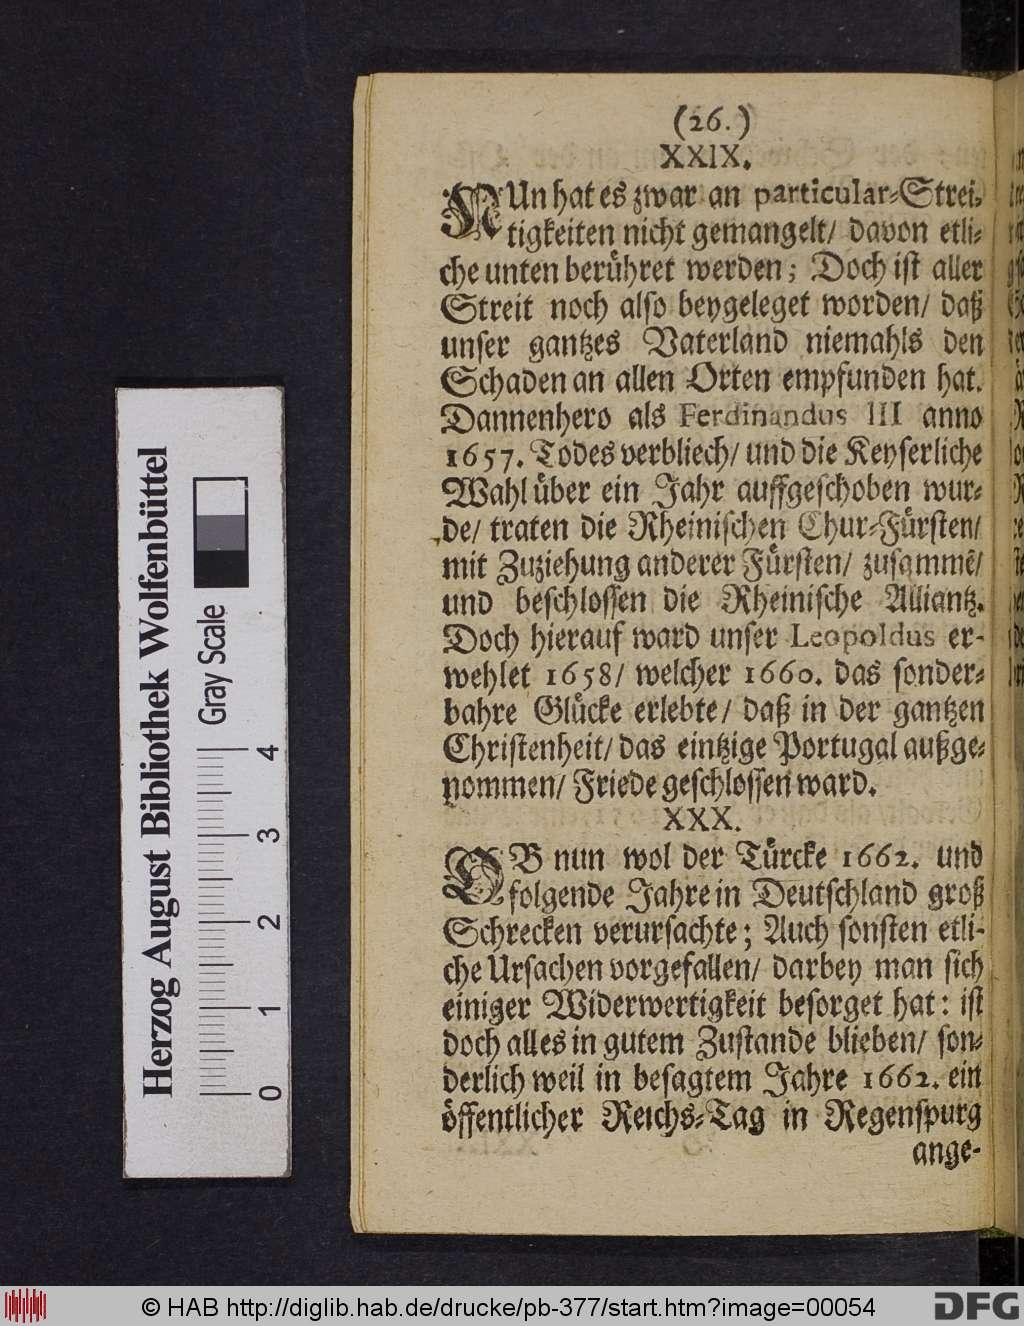 (26.)
XXIX.
NUn hat es zwar an particular-Strei-
tigkeiten nicht gemangelt/ davon etli-
che unten berühret werden; Doch ist aller
Streit noch also beygeleget worden/ daß
unser gantzes Vaterland niemahls den
Schaden an allen Orten empfunden hat.
Dannenhero als Ferdinandus III anno
1657. Todes verbliech/ und die Keyserliche
Wahl über ein Jahr auffgeschoben wur-
de/ traten die Rheinischen Chur-Fürsten/
mit Zuziehung anderer Fürsten/ zusammē/
und beschlossen die Rheinische Alliantz.
Doch hierauf ward unser Leopoldus er-
wehlet 1658/ welcher 1660. das sonder-
bahre Glücke erlebte/ daß in der gantzen
Christenheit/ das eintzige Portugal außge-
nommen/ Friede geschlossen ward.
XXX.
OB nun wol der Türcke 1662. und
folgende Jahre in Deutschland groß
Schrecken verursachte; Auch sonsten etli-
che Ursachen vorgefallen/ darbey man sich
einiger Widerwertigkeit besorget hat: ist
doch alles in gutem Zustande blieben/ son-
derlich weil in besagtem Jahre 1662. ein
öffentlicher Reichs-Tag in Regenspurg
ange-
Herzog August Bibliothek Wolfenbüttel
Gray Scale
0 1 2 3 4
© HAB http://diglib.hab.de/drucke/pb-377/start.htm?image=00054
DFG